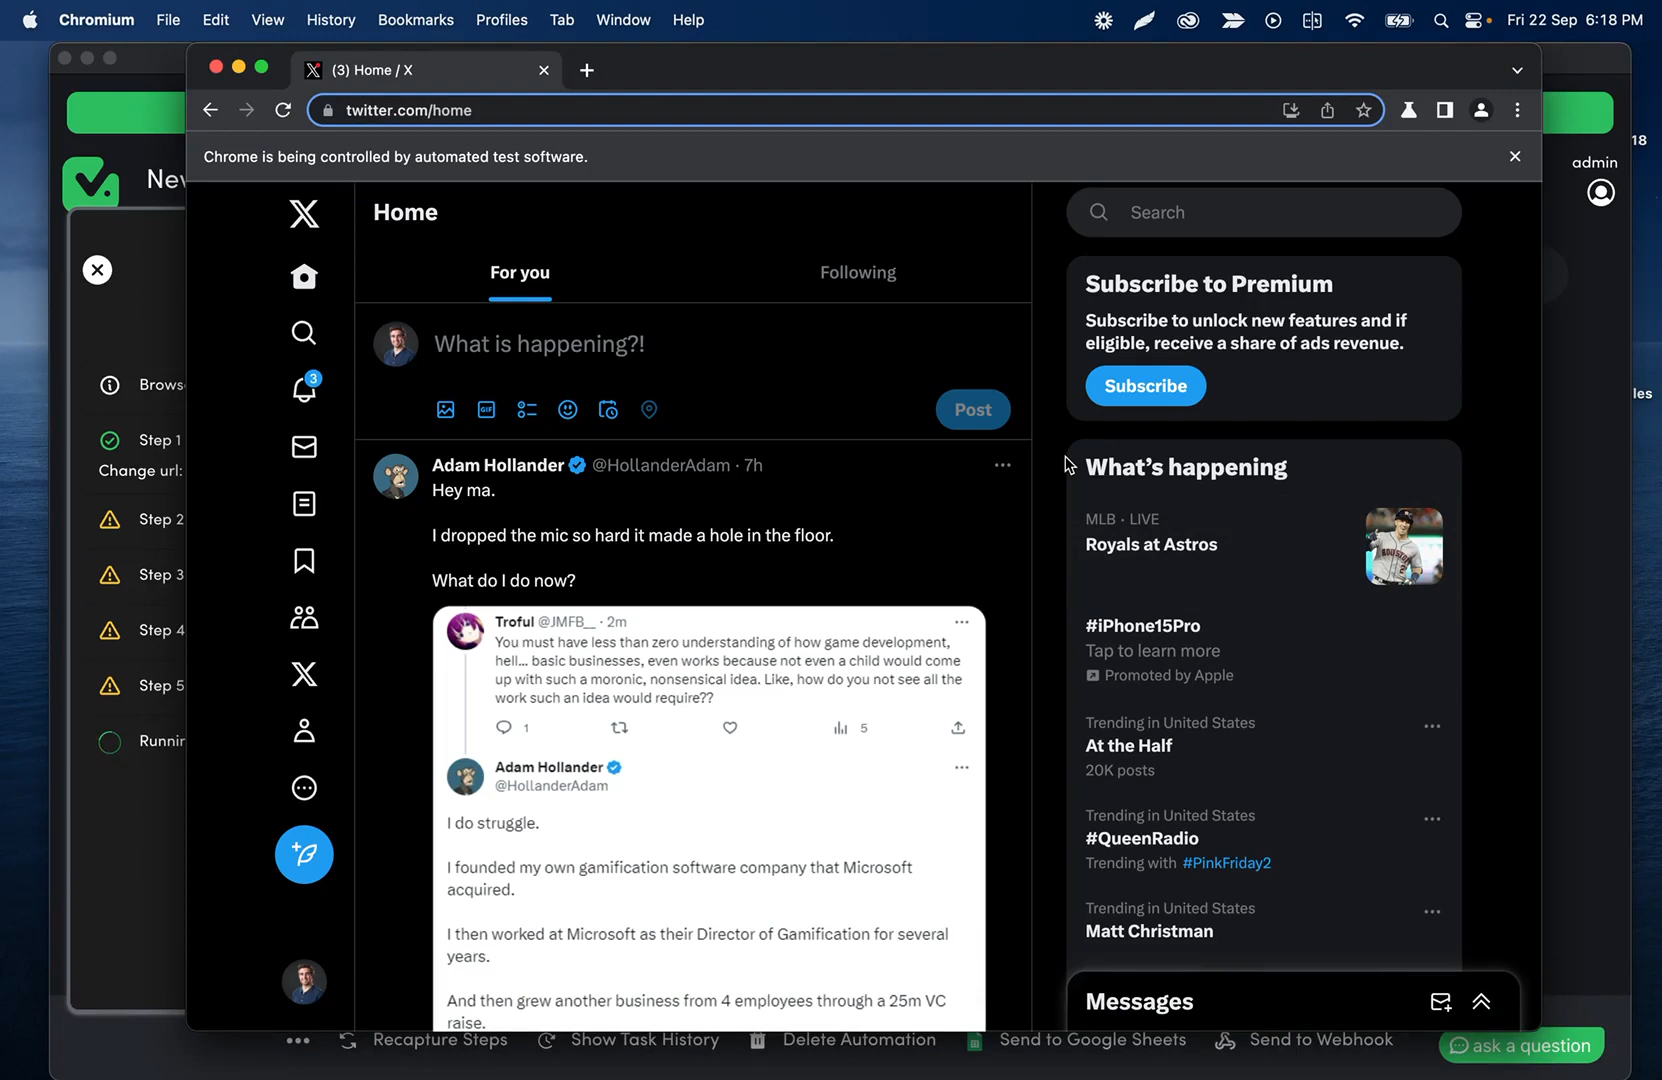 Chromium File Edit View History Bookmarks Profiles Tab Window Help Fri 22 Sep 6:18 PM
(3) Home / X
twitter.com/home
Chrome is being controlled by automated test software.
18
admin
Home
For you Following
What is happening?!
GIF
Post
3
Adam Hollander @HollanderAdam · 7h
Hey ma.
I dropped the mic so hard it made a hole in the floor.
What do I do now?
Troful @JMFB__ · 2m
You must have less than zero understanding of how game development,
hell... basic businesses, even works because not even a child would come
up with such a moronic, nonsensical idea. Like, how do you not see all the
work such an idea would require??
1 5
Adam Hollander
@HollanderAdam
I do struggle.
I founded my own gamification software company that Microsoft
acquired.
I then worked at Microsoft as their Director of Gamification for several
years.
And then grew another business from 4 employees through a 25m VC
raise.
Search
Subscribe to Premium
Subscribe to unlock new features and if
eligible, receive a share of ads revenue.
Subscribe
What's happening
MLB · LIVE
Royals at Astros
#iPhone15Pro
Tap to learn more
Promoted by Apple
Trending in United States
At the Half
20K posts
Trending in United States
#QueenRadio
Trending with #PinkFriday2
Trending in United States
Matt Christman
Messages
Step 1
Change url:
Step 2
Step 3
Step 4
Step 5
Recapture Steps Show Task History Delete Automation Send to Google Sheets Send to Webhook
ask a question